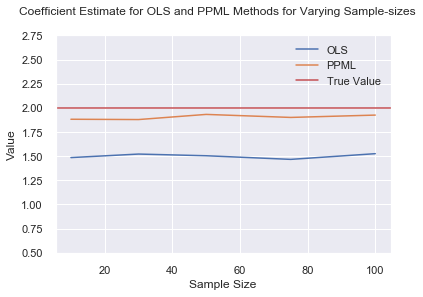 Coefficient Estimate for OLS and PPML Methods for Varying Sample-sizes
2.75
2.50
2.25
2.00
1.75
1.50
1.25
1.00
0.75
0.50
Value
OLS
PPML
True Value
20
40
60
80
100
Sample Size